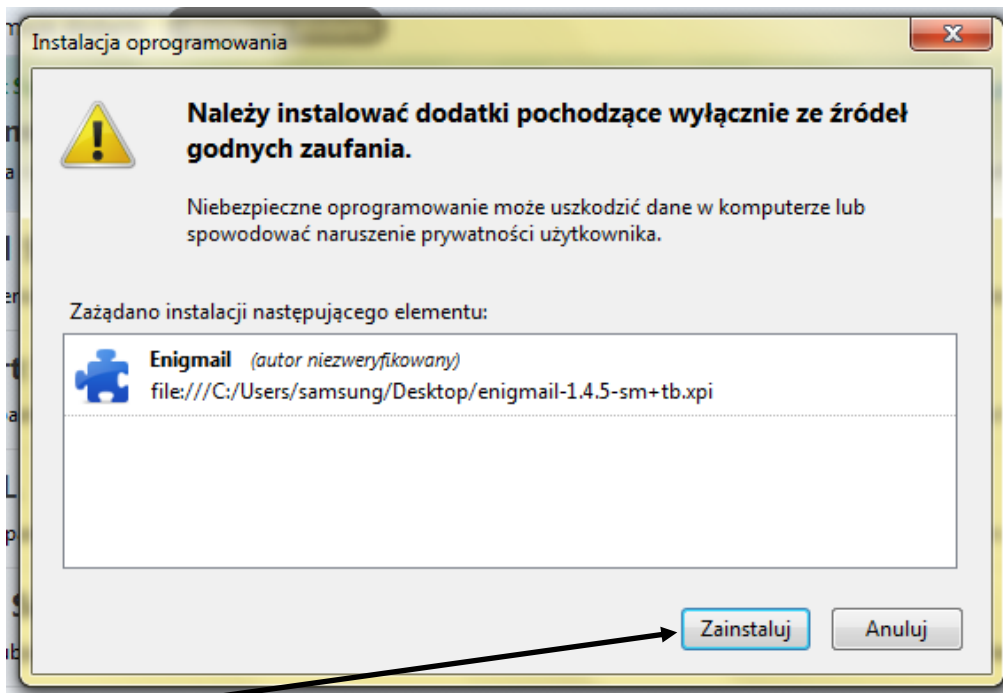 Instalacja oprogramowania
Należy instalować dodatki pochodzące wyłącznie ze źródeł
godnych zaufania.
Niebezpieczne oprogramowanie może uszkodzić dane w komputerze lub
spowodować naruszenie prywatności użytkownika.
Zażądano instalacji następującego elementu:
Enigmail (autor niezweryfikowany)
file:///C:/Users/samsung/Desktop/enigmail-1.4.5-sm+tb.xpi
Zainstaluj Anuluj